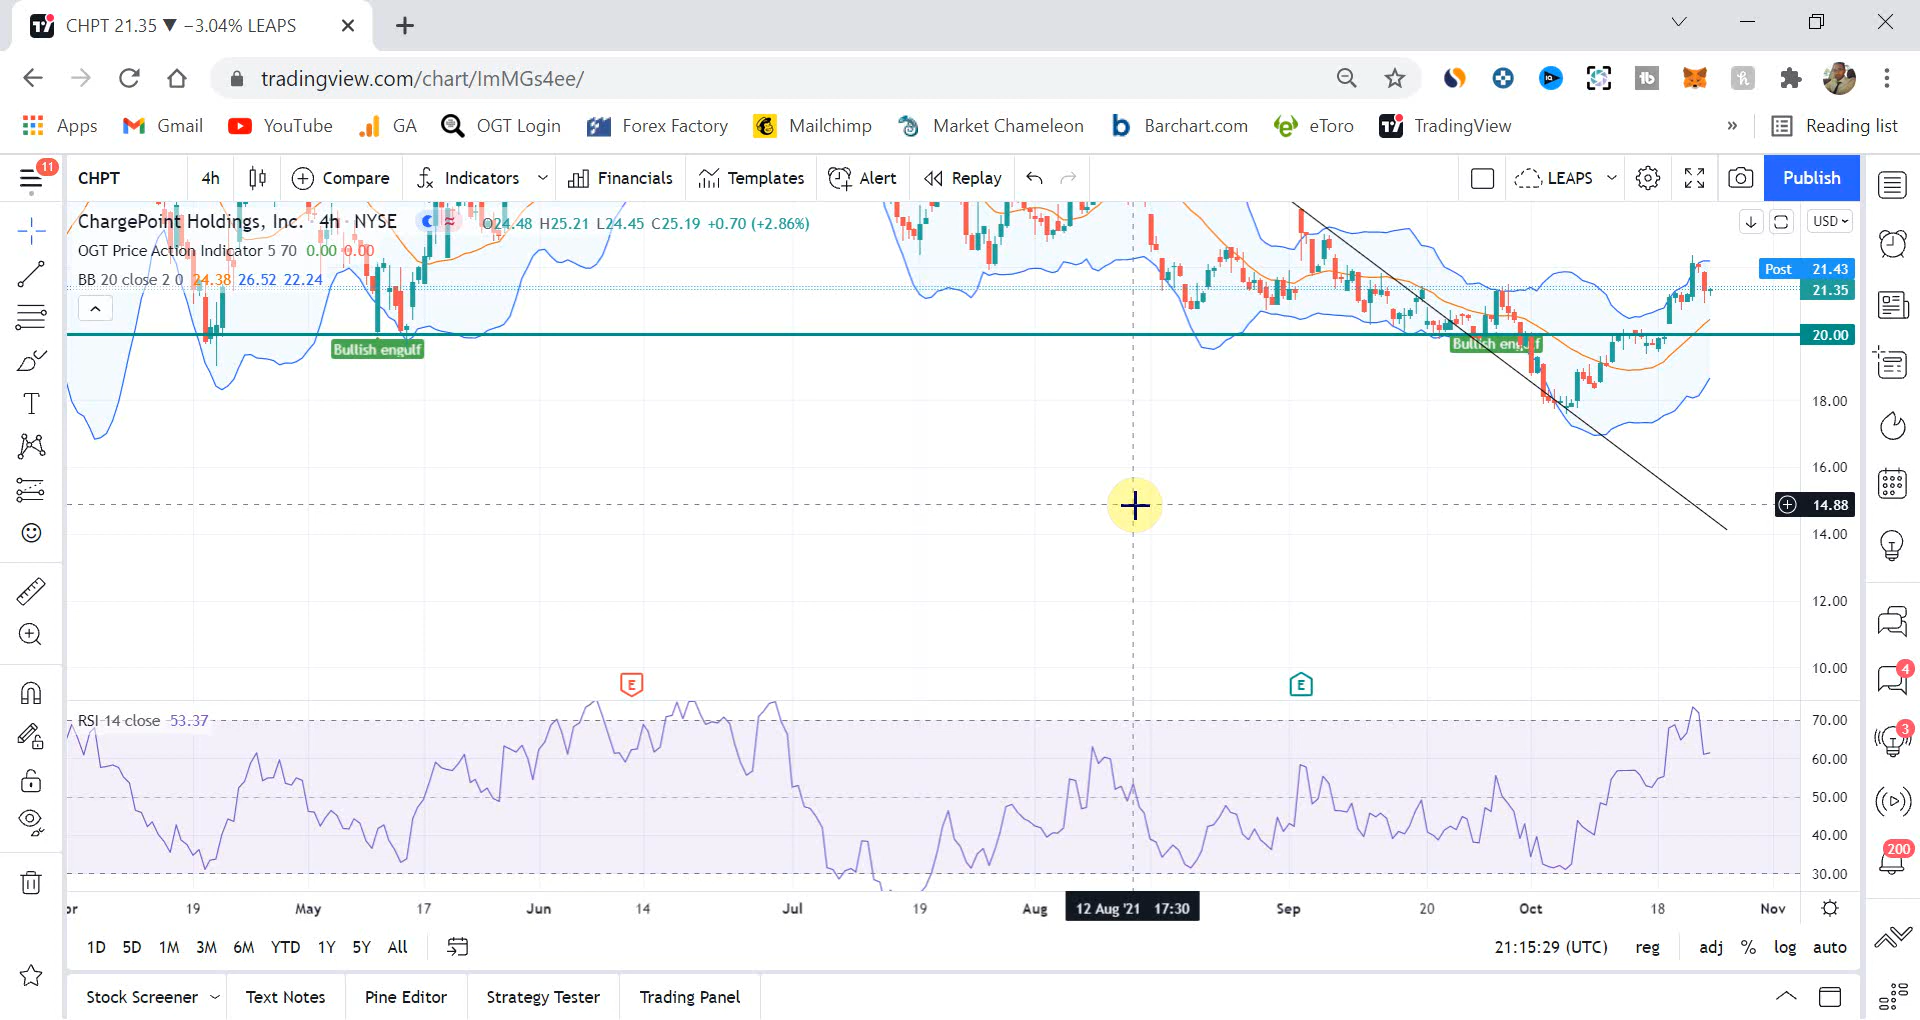 CHPT 21.35 ▼ −3.04% LEAPS
tradingview.com/chart/ImMGs4ee/
Apps Gmail YouTube GA OGT Login Forex Factory Mailchimp Market Chameleon Barchart.com eToro TradingView » Reading list
11
CHPT 4h Compare Indicators Financials Templates Alert Replay LEAPS Publish
ChargePoint Holdings, Inc. · 4h · NYSE O24.48 H25.21 L24.45 C25.19 +0.70 (+2.86%)
USD
OGT Price Action Indicator 5 70 0.00 0.00
BB 20 close 2 0 24.38 26.52 22.24
Post 21.43
21.35
20.00
Bullish engulf
Bullish engulf
18.00
16.00
14.88
14.00
12.00
10.00
E
E
4
RSI 14 close 53.37
70.00
3
60.00
50.00
40.00
200
30.00
19 May 17 Jun 14 Jul 19 Aug 12 Aug '21 17:30 Sep 20 Oct 18 Nov
1D 5D 1M 3M 6M YTD 1Y 5Y All 21:15:29 (UTC) reg adj % log auto
Stock Screener Text Notes Pine Editor Strategy Tester Trading Panel